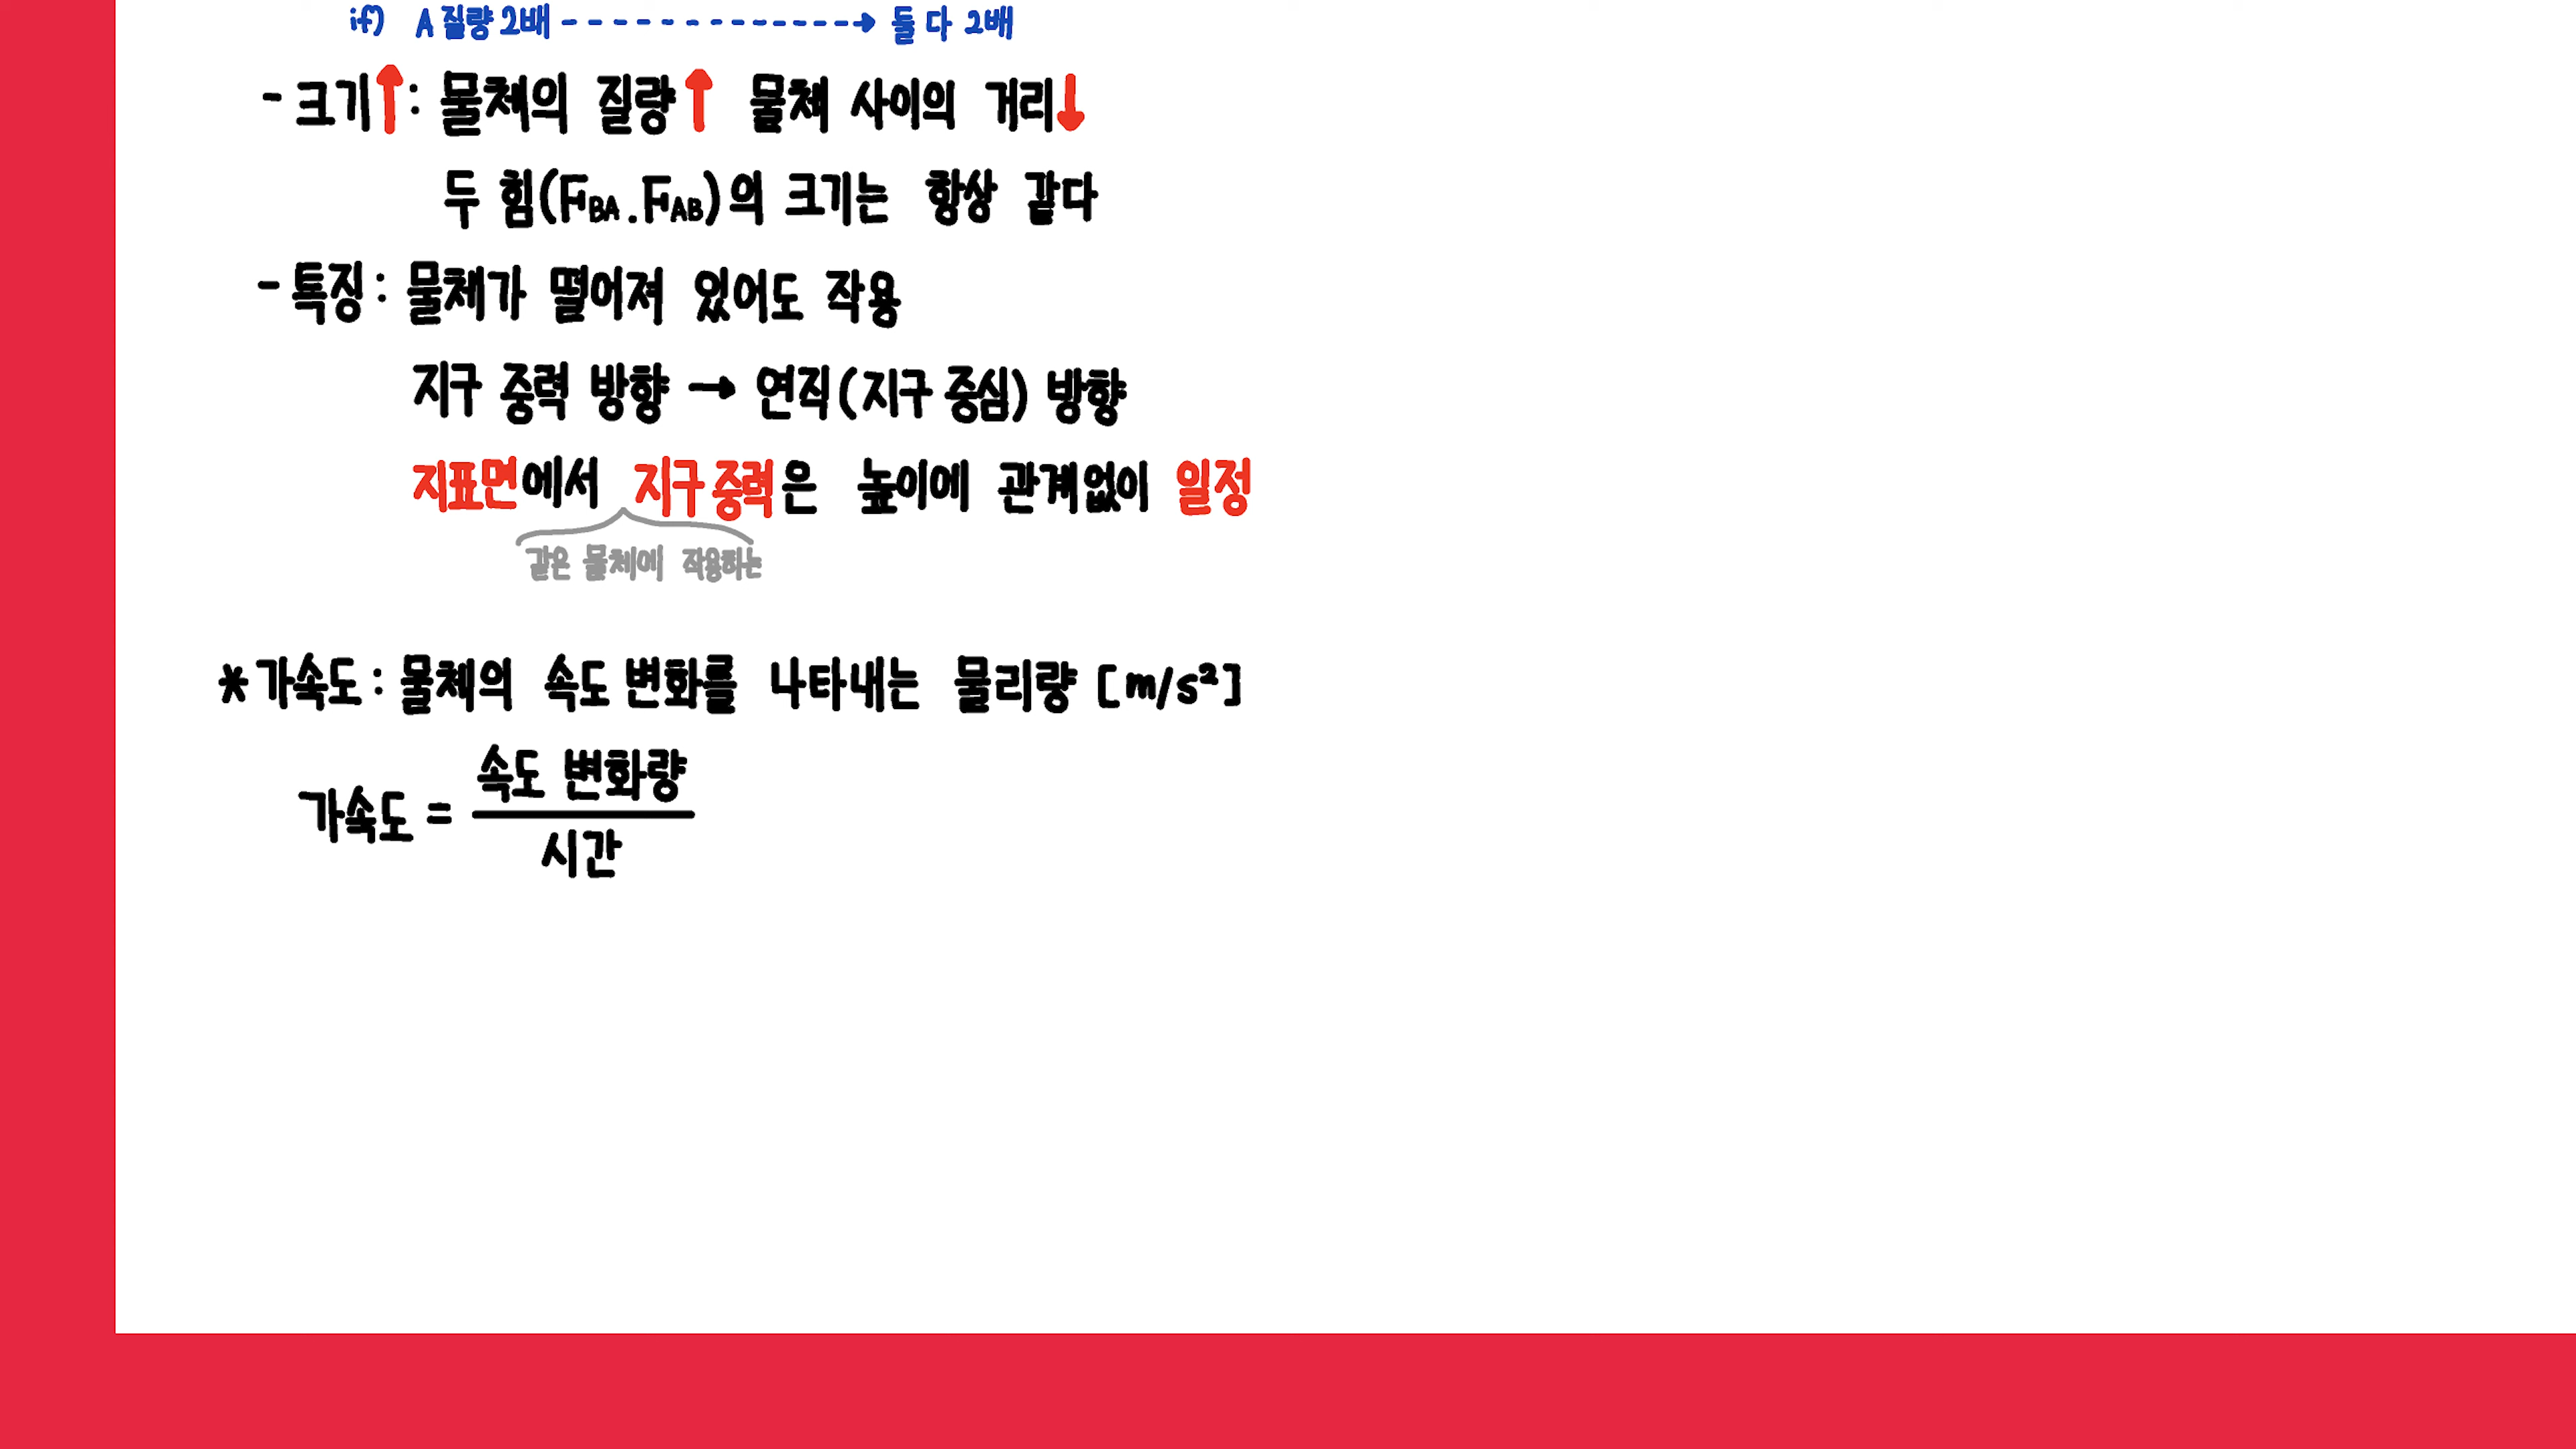 if) A 질량 2배 --------------→ 둘 다 2배
- 크기↑: 물체의 질량↑ 물체 사이의 거리↓
두 힘(FBA.FAB)의 크기는 항상 같다
- 특징: 물체가 떨어져 있어도 작용
지구 중력 방향 → 연직(지구 중심) 방향
지표면에서 지구 중력은 높이에 관계없이 일정
같은 물체에 작용하는
*가속도: 물체의 속도 변화를 나타내는 물리량 [m/s²]
속도 변화량
가속도 =
시간